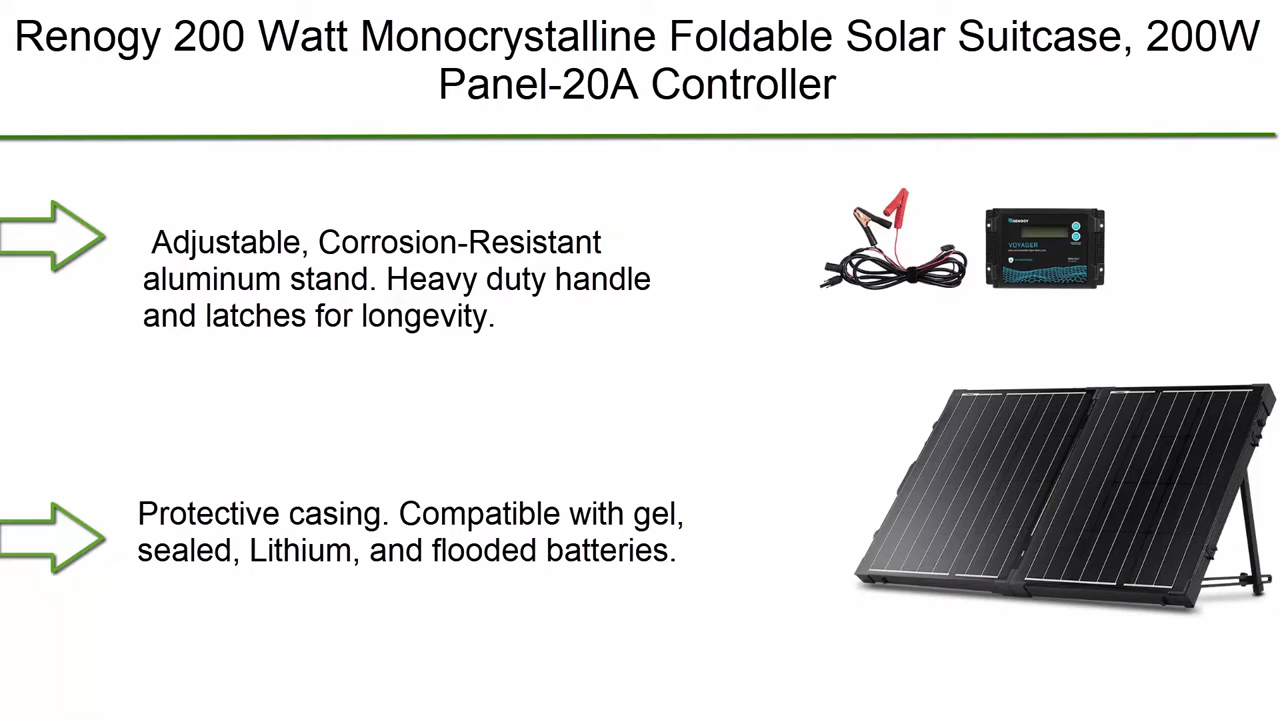 Renogy 200 Watt Monocrystalline Foldable Solar Suitcase, 200W
Panel-20A Controller
Adjustable, Corrosion-Resistant
aluminum stand. Heavy duty handle
and latches for longevity.
RENOGY
VOYAGER
Protective casing. Compatible with gel,
sealed, Lithium, and flooded batteries.